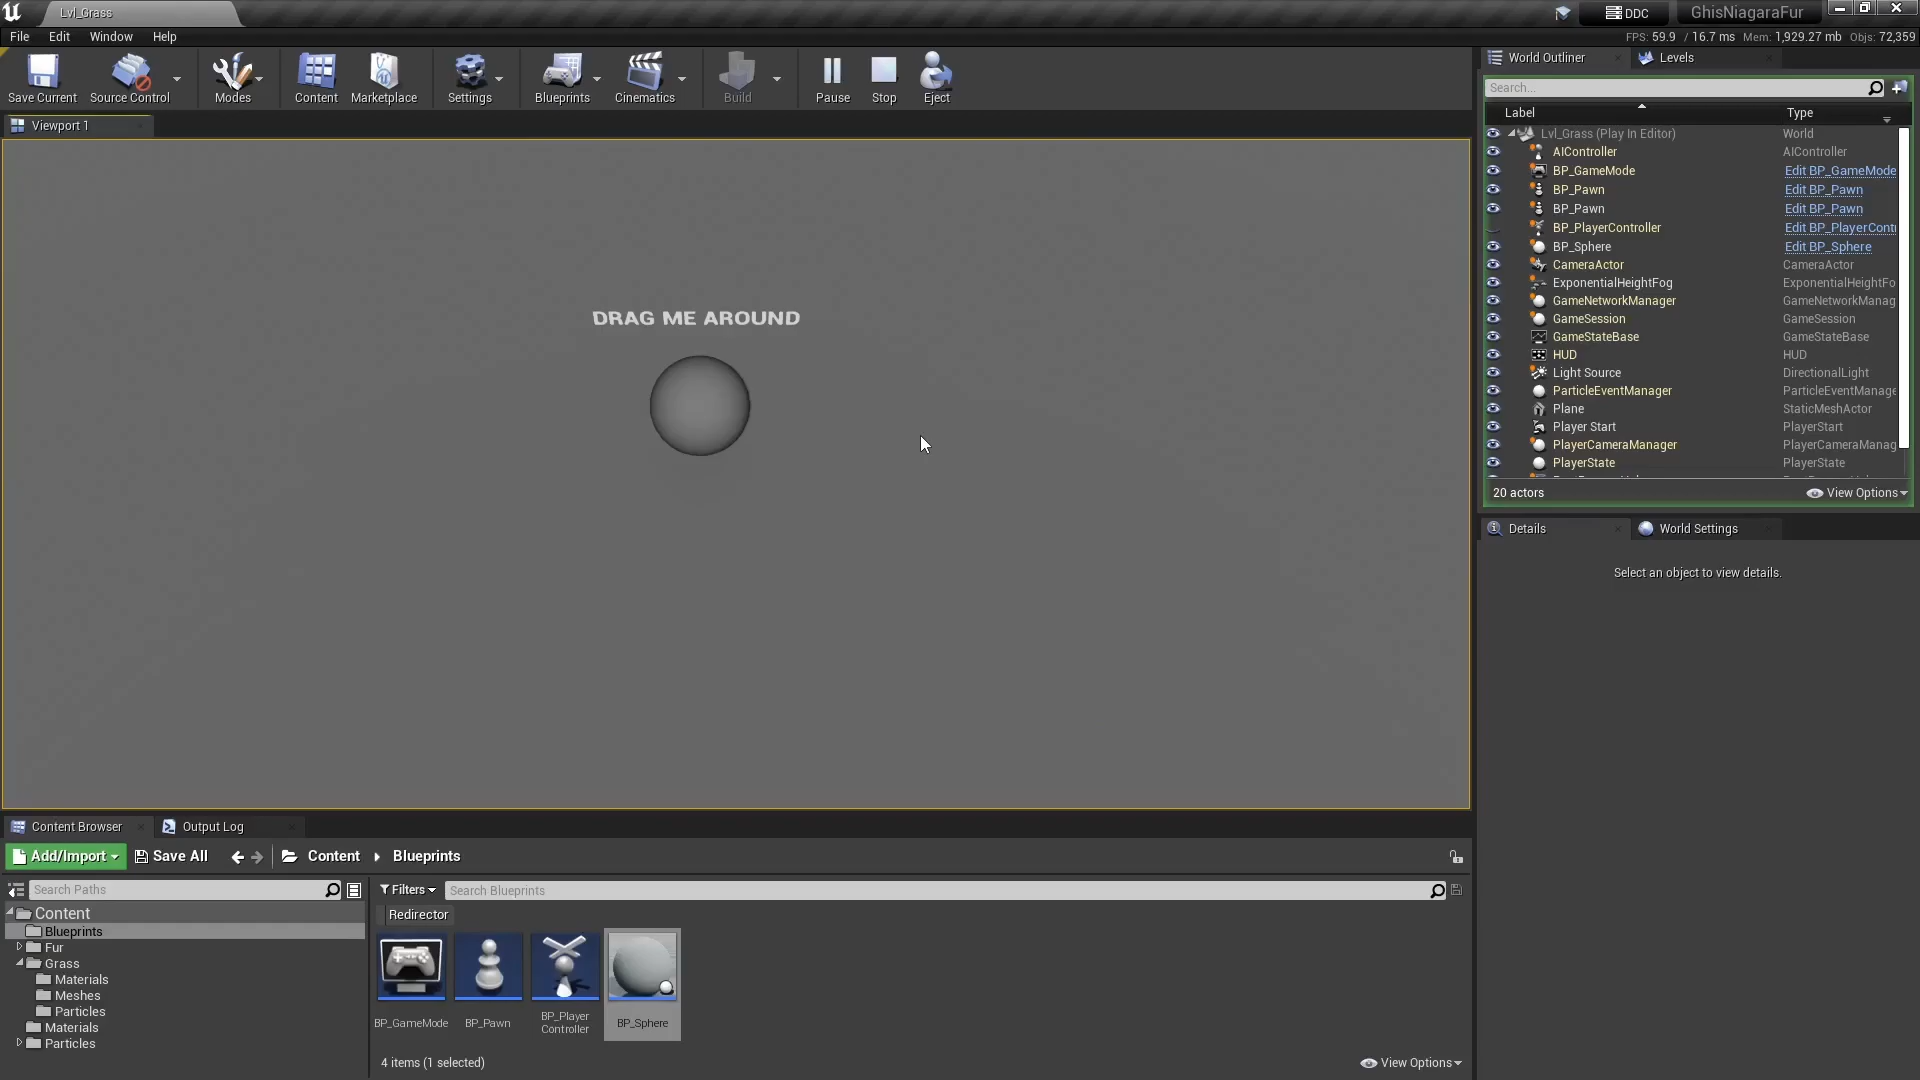 Lvl_Grass
DDC
GhisNiagaraFur
File Edit Window Help
FPS: 59.9 / 16.7 ms Mem: 1,929.27 mb Objs: 72,359
Save Current Source Control Modes Content Marketplace Settings Blueprints Cinematics Build Pause Stop Eject
World Outliner Levels
Search...
Label Type
Viewport 1
Lvl_Grass (Play In Editor) World
AIController AIController
BP_GameMode Edit BP_GameMode
BP_Pawn Edit BP_Pawn
BP_Pawn Edit BP_Pawn
BP_PlayerController Edit BP_PlayerCont
BP_Sphere Edit BP_Sphere
CameraActor CameraActor
ExponentialHeightFog ExponentialHeightFo
GameNetworkManager GameNetworkManag
GameSession GameSession
GameStateBase GameStateBase
HUD HUD
Light Source DirectionalLight
ParticleEventManager ParticleEventManage
Plane StaticMeshActor
Player Start PlayerStart
PlayerCameraManager PlayerCameraManag
PlayerState PlayerState
20 actors View Options
Details World Settings
Select an object to view details.
DRAG ME AROUND
Content Browser Output Log
Add/Import Save All Content Blueprints
Search Paths
Filters Search Blueprints
Content
Blueprints
Fur
Grass
Materials
Meshes
Particles
Materials
Particles
Redirector
BP_GameMode
BP_Pawn
BP_Player
Controller
BP_Sphere
4 items (1 selected) View Options